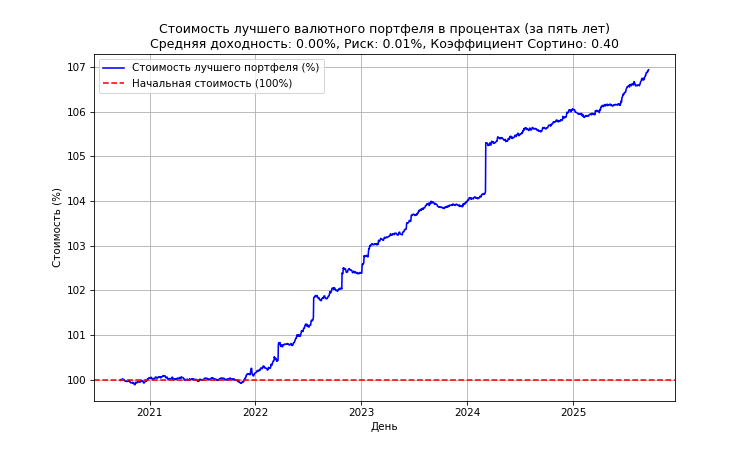 Стоимость лучшего валютного портфеля в процентах (за пять лет)
Средняя доходность: 0.00%, Риск: 0.01%, Коэффициент Сортино: 0.40
Стоимость лучшего портфеля (%)
Начальная стоимость (100%)
Стоимость (%)
107
106
105
104
103
102
101
100
2021
2022
2023
2024
2025
День